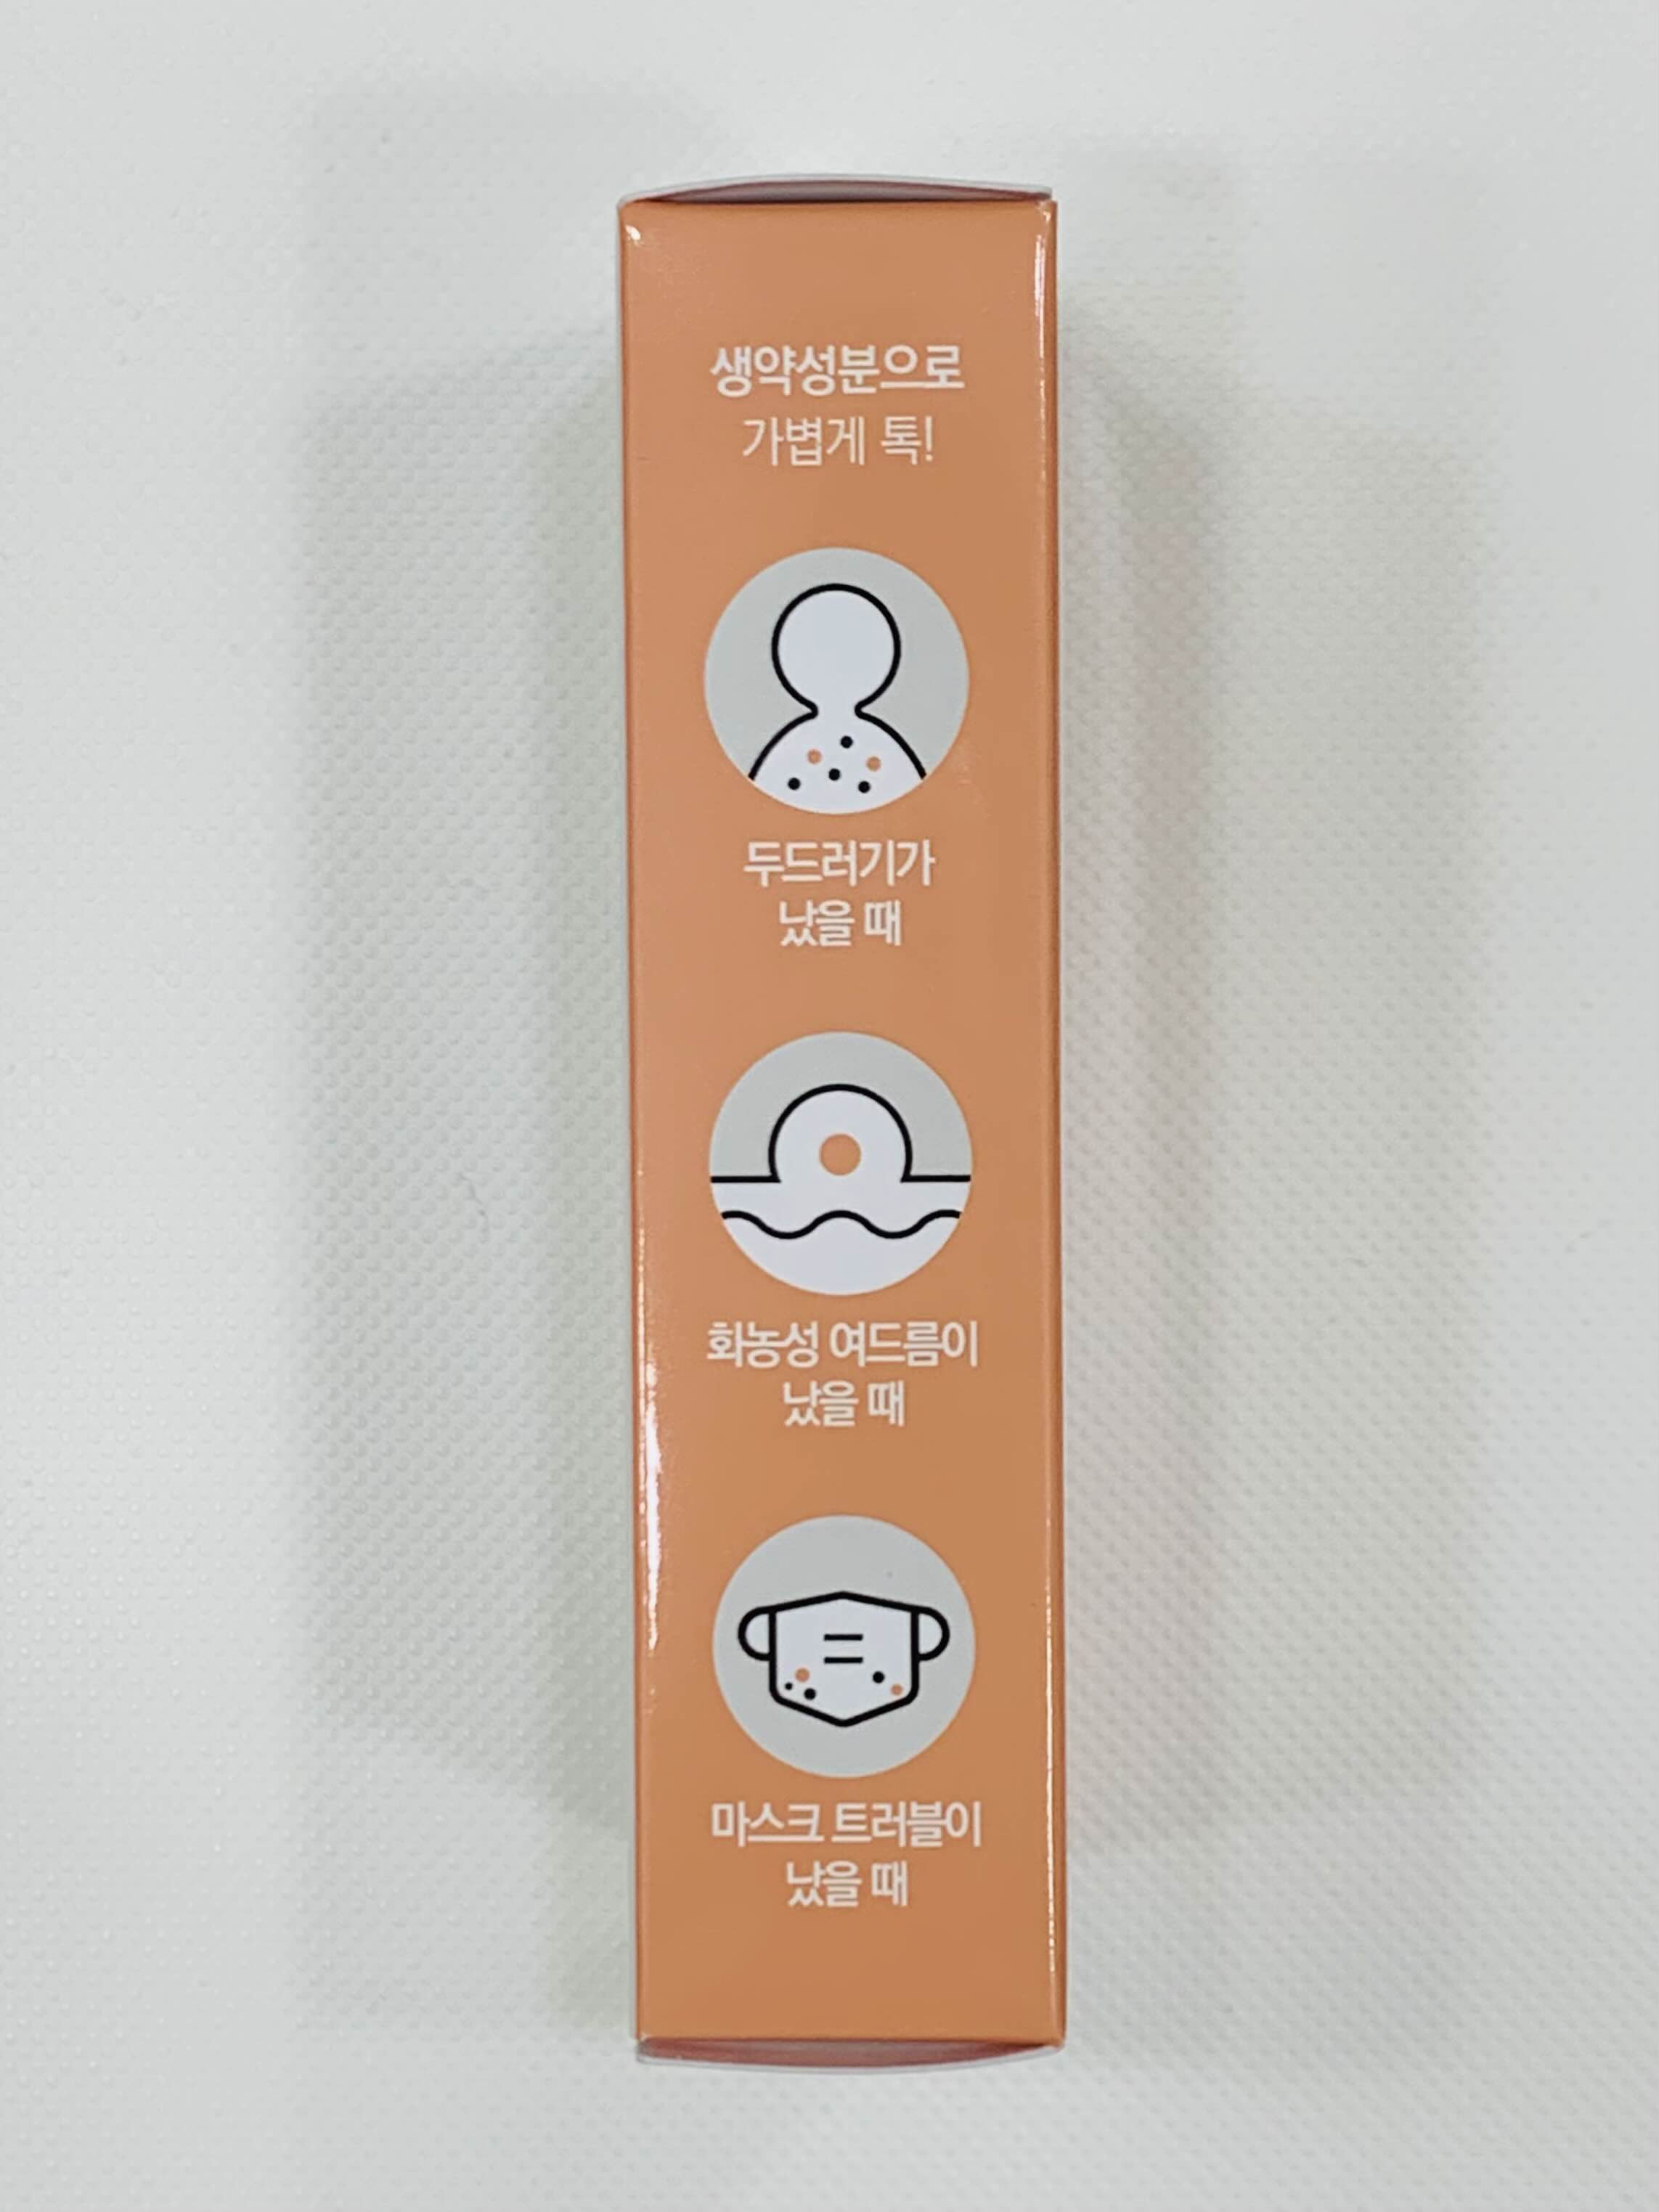 생약성분으로
가볍게 톡!
두드러기가
났을 때
화농성 여드름이
났을 때
마스크 트러블이
났을 때